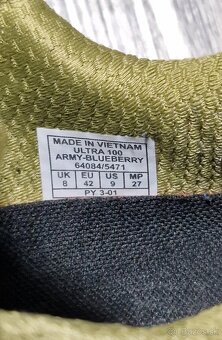 MADE IN VIETNAM
ULTRA 100
ARMY-BLUEBERRY
64084/5471
UK EU US MP
8 42 9 27
PY 3-01